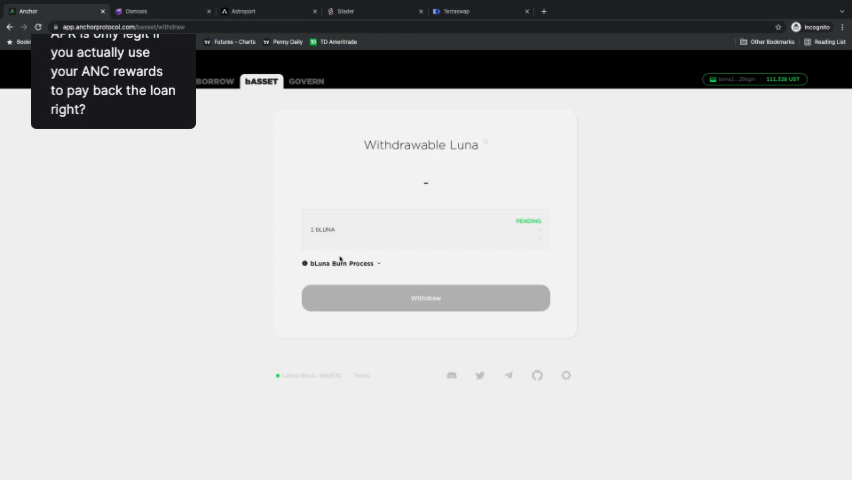 Anchor
Osmosis
Astroport
Stader
Terraswap
app.anchorprotocol.com/basset/withdraw
Incognito
Futures - Charts
Penny Daily
TD Ameritrade
Other Bookmarks
Reading List
APR is only legit if
you actually use
your ANC rewards
to pay back the loan
right?
BORROW
bASSET
GOVERN
111.328 UST
Withdrawable Luna
-
PENDING
bLUNA
-
-
bLuna Burn Process
Withdraw
Terms